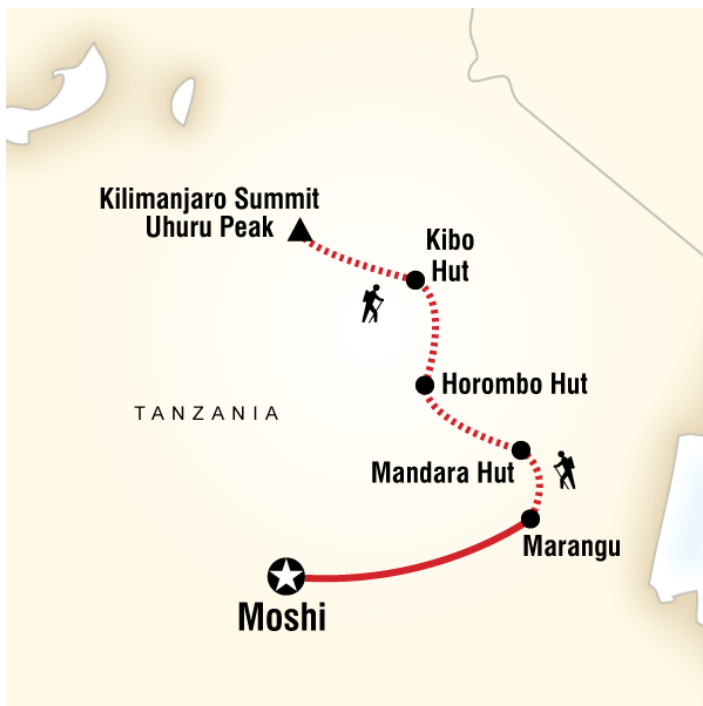 Kilimanjaro Summit
Uhuru Peak
Kibo
Hut
Horombo Hut
TANZANIA
Mandara Hut
Marangu
Moshi